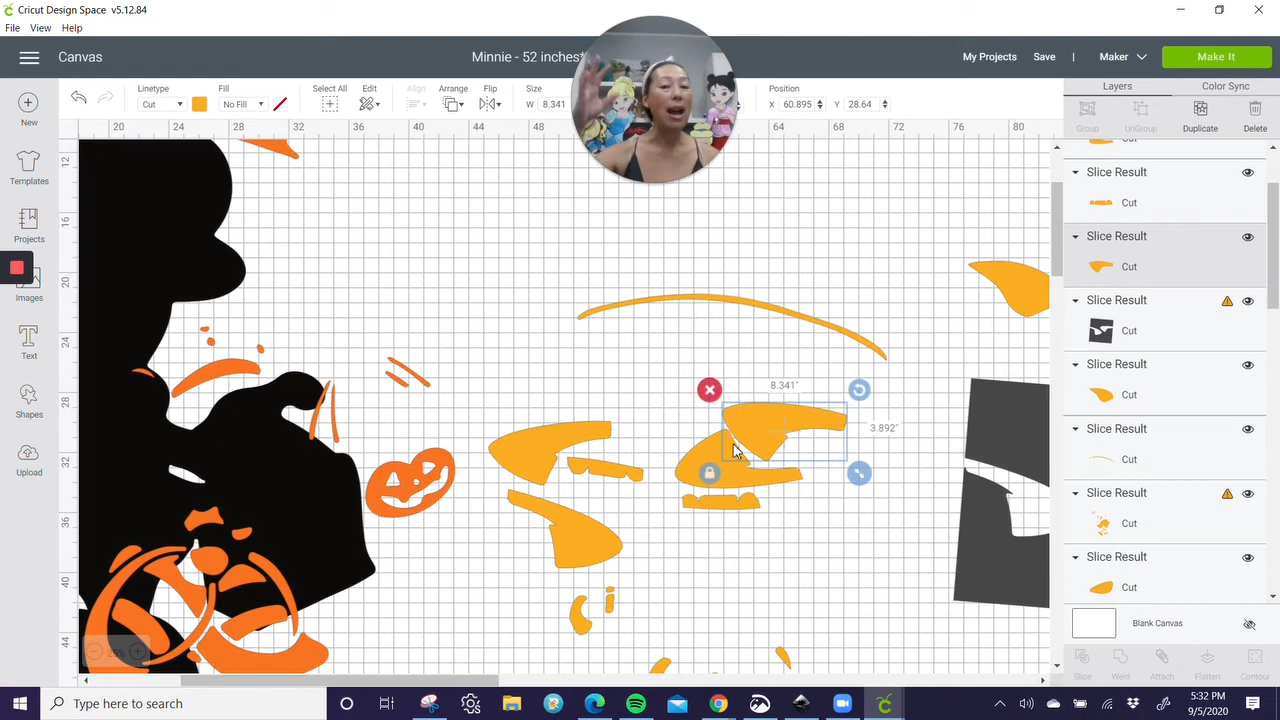 Cricut Design Space v5.12.84
File View Help
Canvas
Minnie - 52 inches*
My Projects Save | Maker Make It
Linetype Fill Select All Edit Align Arrange Flip Size Position
Cut No Fill W 8.341 X 60.895 Y 28.64
New
Templates
Projects
Images
Text
Shapes
Upload
20 24 28 32 36 40 44 48 64 68 72 76 80
12
16
20
24
28
32
36
40
44
8.341"
3.892"
Layers Color Sync
Group UnGroup Duplicate Delete
Cut
Slice Result
Cut
Slice Result
Cut
Slice Result
Cut
Slice Result
Cut
Slice Result
Cut
Slice Result
Cut
Slice Result
Cut
Blank Canvas
Slice Weld Attach Flatten Contour
Type here to search
5:32 PM
9/5/2020